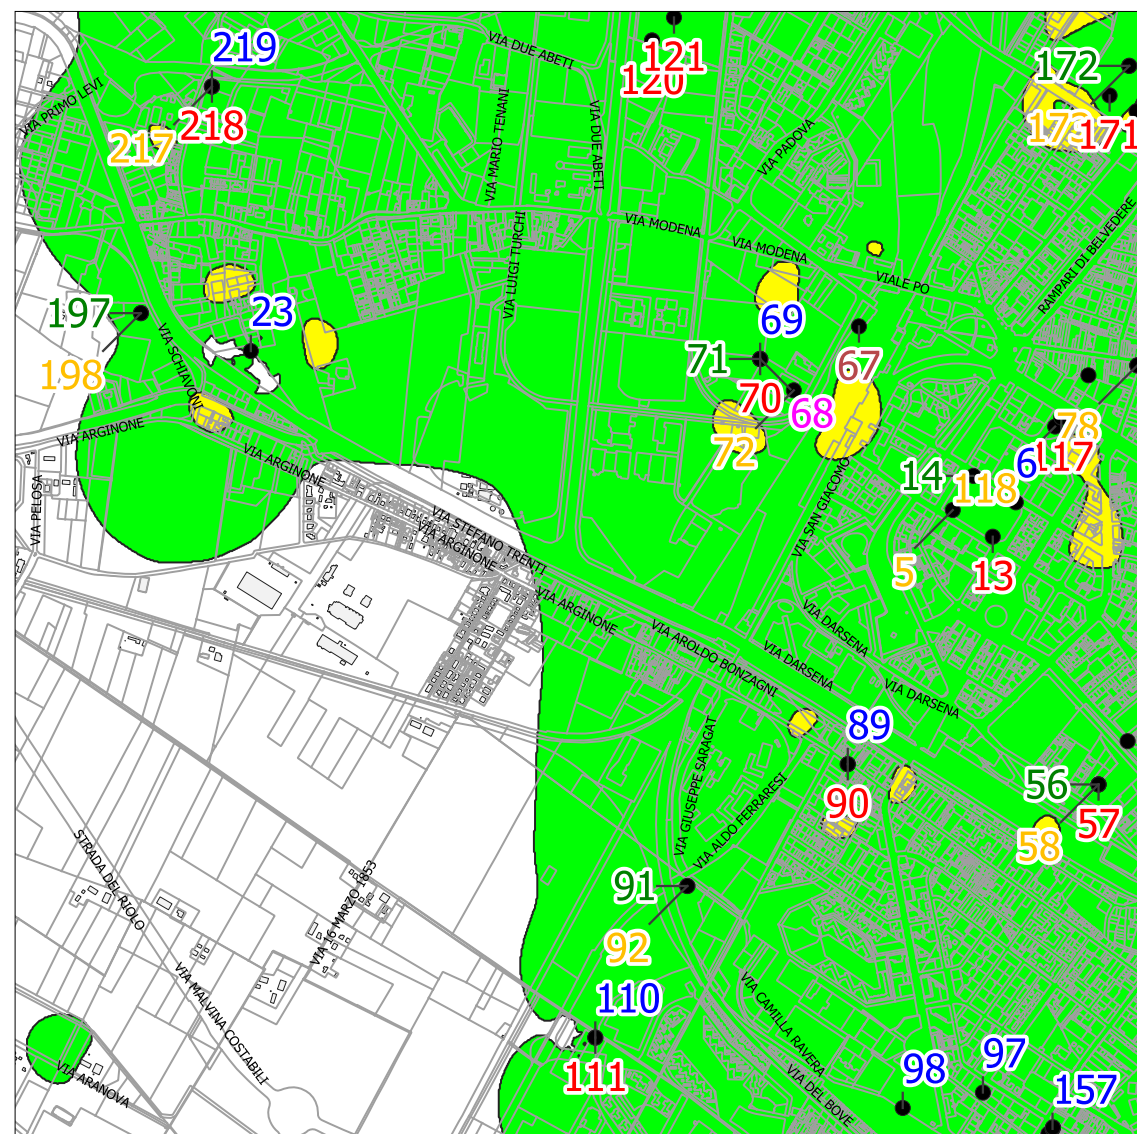 219
VIA DUE ABETI
121
120
172
VIA PRIMO LEVI
VIA MARIO TENANI
VIA DUE ABETI
217
218
VIA PADOVA
173
171
VIA MODENA
VIA MODENA
VIA LUIGI TURCHI
VIALE PO
RAMPARI DI BELVEDERE
197
23
69
198
VIA SCHIAVONI
71
67
70
68
VIA ARGINONE
72
78
117
VIA ARGINONE
14
6
118
VIA PELOSA
VIA STEFANO TRENTI
VIA ARGINONE
VIA SAN GIACOMO
5
13
VIA ARGINONE
VIA AROLDO BONZAGNI
VIA DARSENA
VIA DARSENA
VIA DARSENA
89
VIA GIUSEPPE SARAGAT
56
90
57
VIA ALDO FERRARESI
58
STRADA DEL RIOLO
VIA 16 MARZO 1853
91
92
VIA MALVINA COSTABILI
110
VIA CAMILLA RAVERA
111
98
97
VIA ARANOVA
VIA DEL BOVE
157